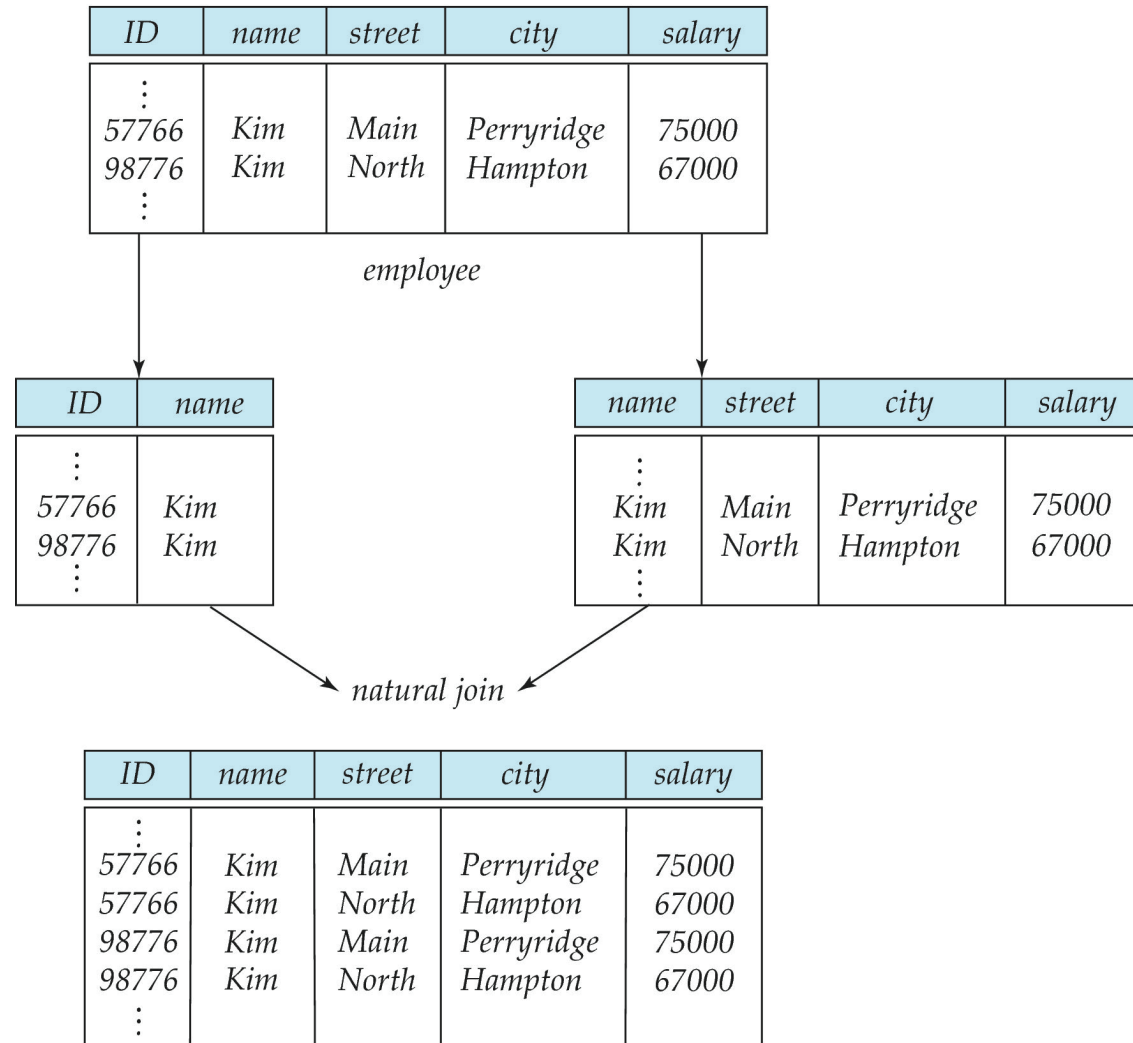 ID name street city salary
⋮
57766 Kim Main Perryridge 75000
98776 Kim North Hampton 67000
⋮
employee
ID name
⋮
57766 Kim
98776 Kim
⋮
name street city salary
⋮
Kim Main Perryridge 75000
Kim North Hampton 67000
⋮
natural join
ID name street city salary
⋮
57766 Kim Main Perryridge 75000
57766 Kim North Hampton 67000
98776 Kim Main Perryridge 75000
98776 Kim North Hampton 67000
⋮